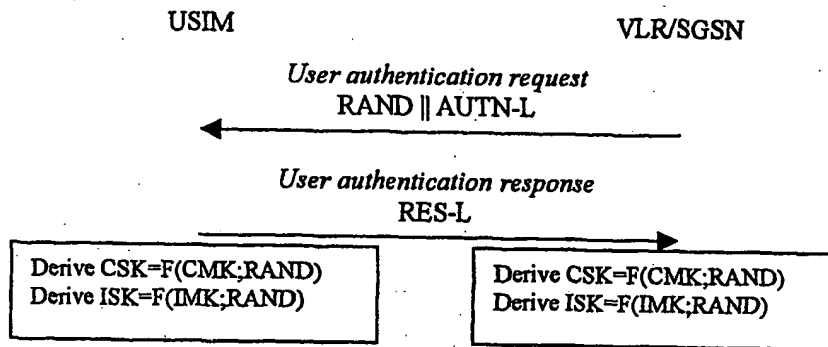 USIM
VLR/SGSN
User authentication request
RAND || AUTN-L
User authentication response
RES-L
Derive CSK=F(CMK;RAND)
Derive ISK=F(IMK;RAND)
Derive CSK=F(CMK;RAND)
Derive ISK=F(IMK;RAND)